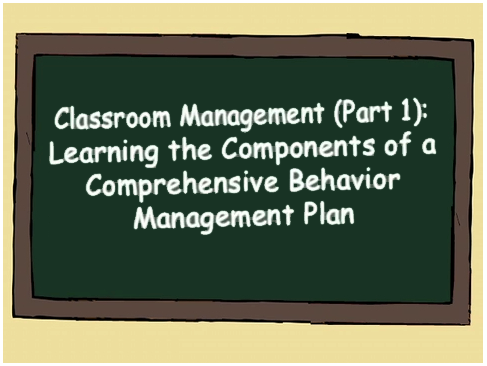 Classroom Management (Part 1):
Learning the Components of a
Comprehensive Behavior
Management Plan